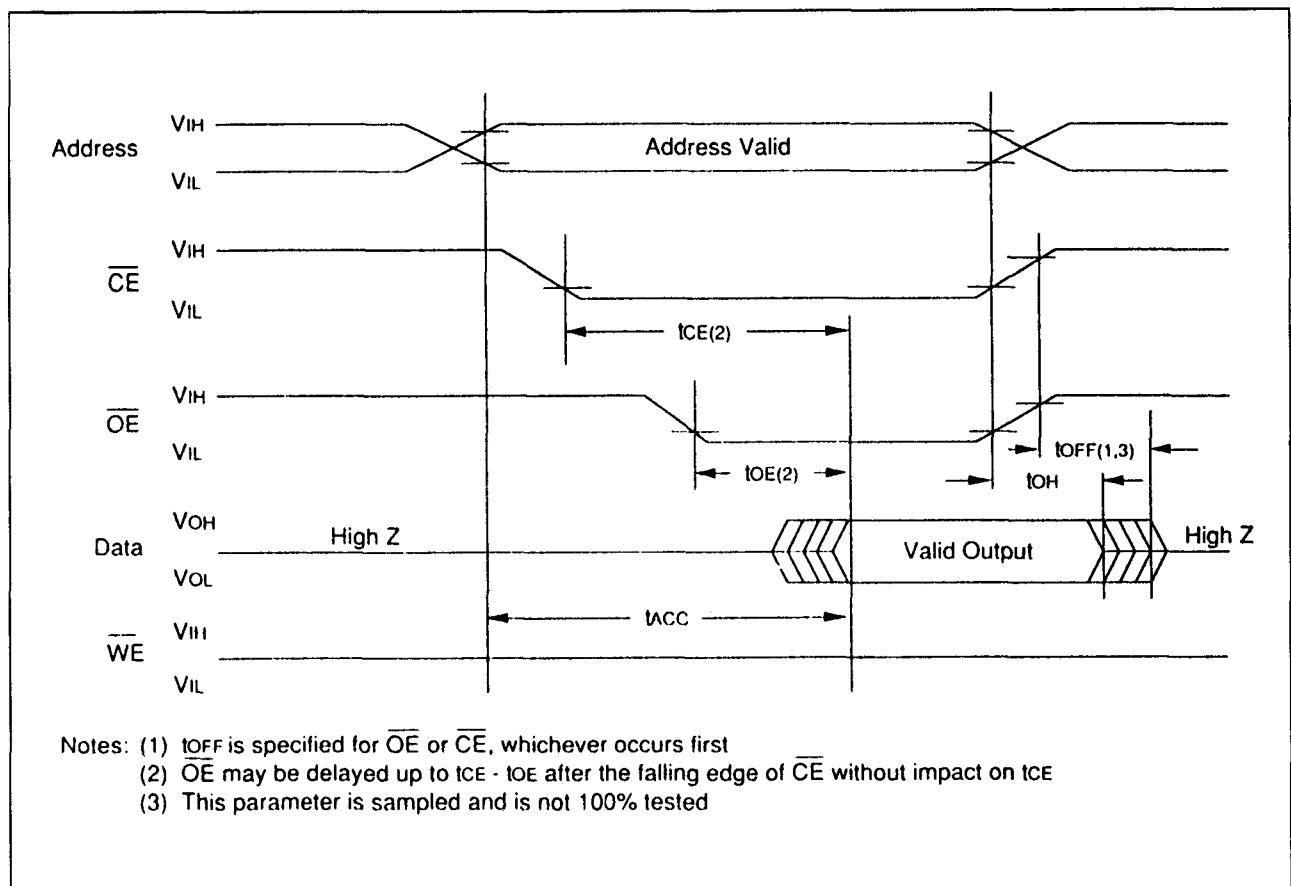 Address
VIH
VIL
Address Valid
CE
VIH
VIL
tCE(2)
OE
VIH
VIL
tOE(2)
tOFF(1,3)
tOH
Data
VOH
VOL
High Z
Valid Output
High Z
tACC
WE
VIH
VIL
Notes: (1) tOFF is specified for OE or CE, whichever occurs first
(2) OE may be delayed up to tCE - tOE after the falling edge of CE without impact on tCE
(3) This parameter is sampled and is not 100% tested